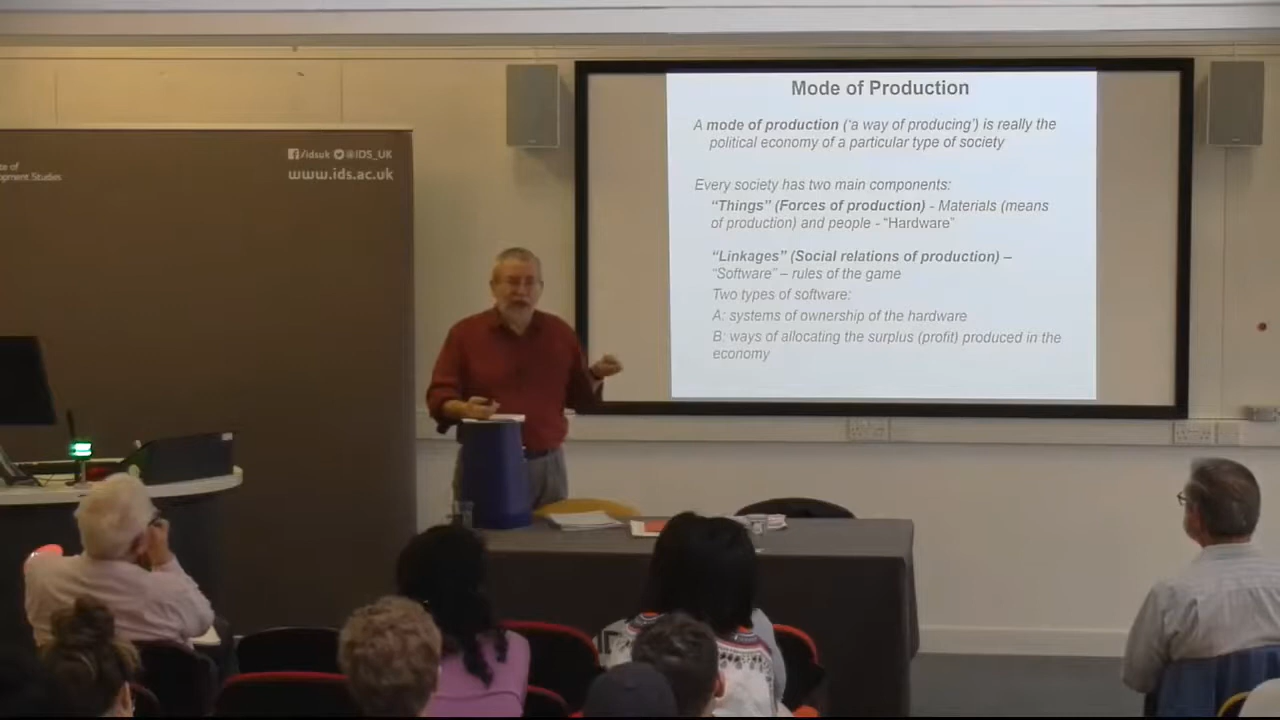 te of
opment Studies
/idsuk @IDS_UK
www.ids.ac.uk
Mode of Production
A mode of production (‘a way of producing’) is really the
political economy of a particular type of society
Every society has two main components:
“Things” (Forces of production) - Materials (means
of production) and people - “Hardware”
“Linkages” (Social relations of production) –
“Software” – rules of the game
Two types of software:
A: systems of ownership of the hardware
B: ways of allocating the surplus (profit) produced in the
economy